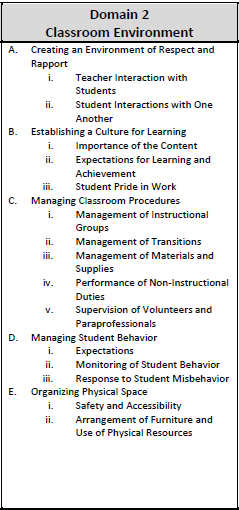 Domain 2
Classroom Environment
A. Creating an Environment of Respect and
Rapport
i. Teacher Interaction with
Students
ii. Student Interactions with One
Another
B. Establishing a Culture for Learning
i. Importance of the Content
ii. Expectations for Learning and
Achievement
iii. Student Pride in Work
C. Managing Classroom Procedures
i. Management of Instructional
Groups
ii. Management of Transitions
iii. Management of Materials and
Supplies
iv. Performance of Non-Instructional
Duties
v. Supervision of Volunteers and
Paraprofessionals
D. Managing Student Behavior
i. Expectations
ii. Monitoring of Student Behavior
iii. Response to Student Misbehavior
E. Organizing Physical Space
i. Safety and Accessibility
ii. Arrangement of Furniture and
Use of Physical Resources